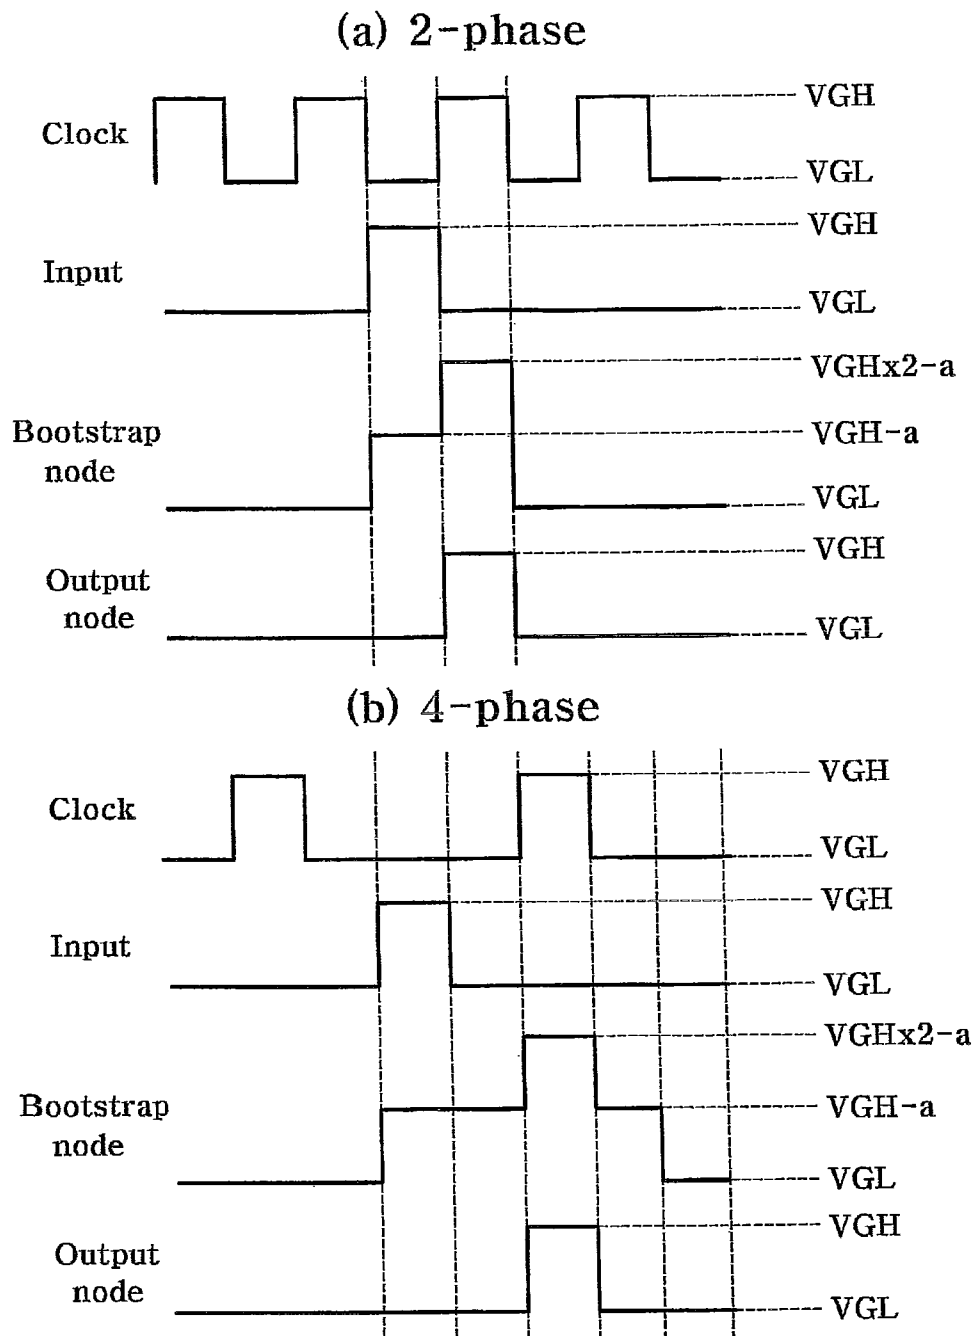 (a) 2-phase
Clock
VGH
VGL
Input
VGH
VGL
Bootstrap
node
VGHx2-a
VGH-a
VGL
Output
node
VGH
VGL
(b) 4-phase
Clock
VGH
VGL
Input
VGH
VGL
Bootstrap
node
VGHx2-a
VGH-a
VGL
Output
node
VGH
VGL